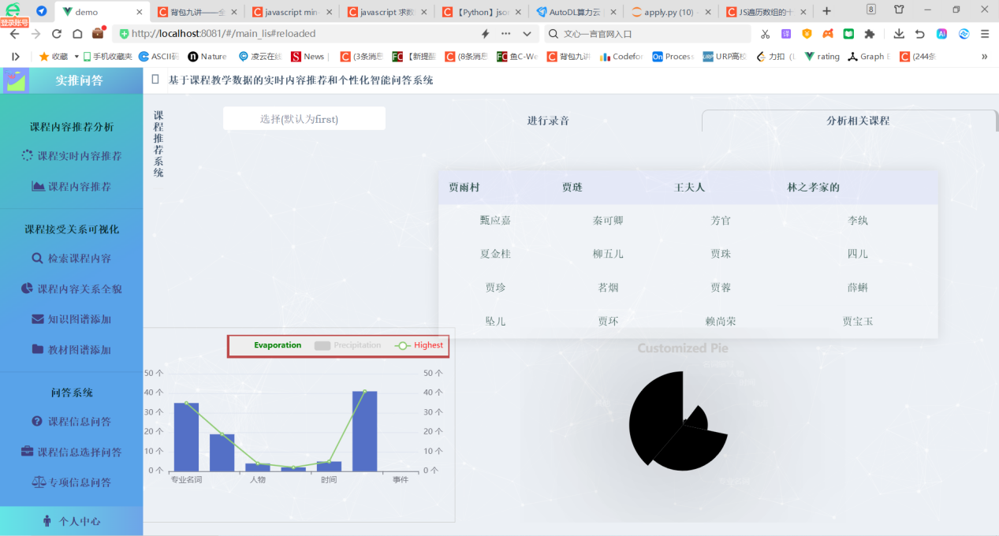 demo
背包九讲——全
javascript min
javascript 求数
【Python】jso
AutoDL算力云
apply.py (10)
JS遍历数组的十
8
登录账号
http://localhost:8081/#/main_lis#reloaded
文心一言官网入口
译
AI
收藏
手机收藏夹
ASCII码
Nature
凌云在线
News
(3条消息
【新提醒
(8条消息
鱼C-We
背包九讲
Codefor
Process
URP高校
力扣
rating
Graph E
(244条
实推问答
基于课程教学数据的实时内容推荐和个性化智能问答系统
课程内容推荐分析
课程实时内容推荐
课程内容推荐
课程接受关系可视化
检索课程内容
课程内容关系全貌
知识图谱添加
教材图谱添加
问答系统
课程信息问答
课程信息选择问答
专项信息问答
个人中心
课程推荐系统
选择(默认为first)
进行录音
分析相关课程
贾雨村 贾琏 王夫人 林之孝家的
甄应嘉 秦可卿 芳官 李纨
夏金桂 柳五儿 贾珠 四儿
贾珍 茗烟 贾蓉 薛蝌
坠儿 贾环 赖尚荣 贾宝玉
Evaporation Precipitation Highest
50 个 50 个
40 个 40 个
30 个 30 个
20 个 20 个
10 个 10 个
0 个 0 个
专业名词 人物 时间 事件
Customized Pie